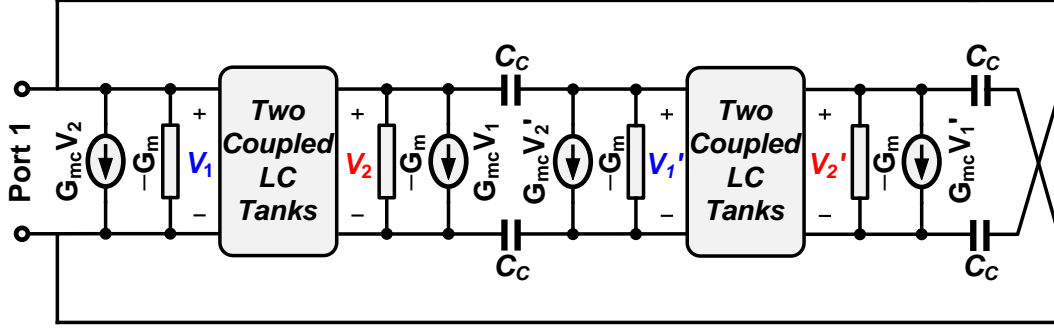 Port 1
GmcV2
−Gm
+
V1
−
Two
Coupled
LC
Tanks
+
V2
−
−Gm
GmcV1
CC
CC
GmcV2'
−Gm
+
V1'
−
Two
Coupled
LC
Tanks
+
V2'
−
−Gm
GmcV1'
CC
CC